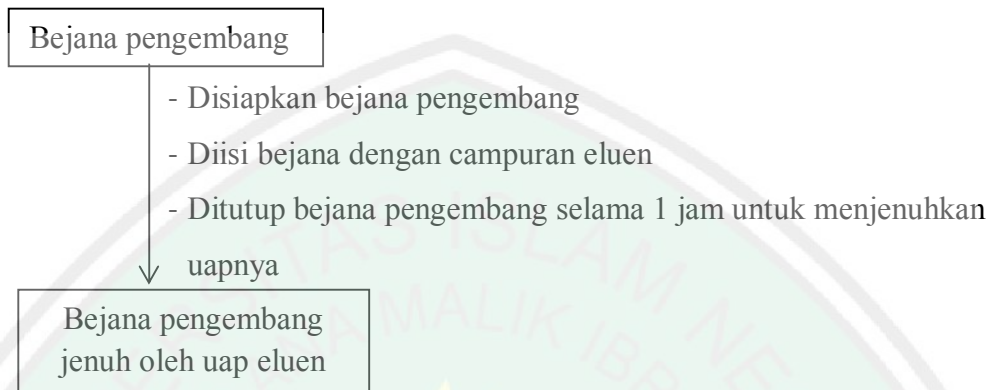 Bejana pengembang
- Disiapkan bejana pengembang
- Diisi bejana dengan campuran eluen
- Ditutup bejana pengembang selama 1 jam untuk menjenuhkan
uapnya
Bejana pengembang
jenuh oleh uap eluen